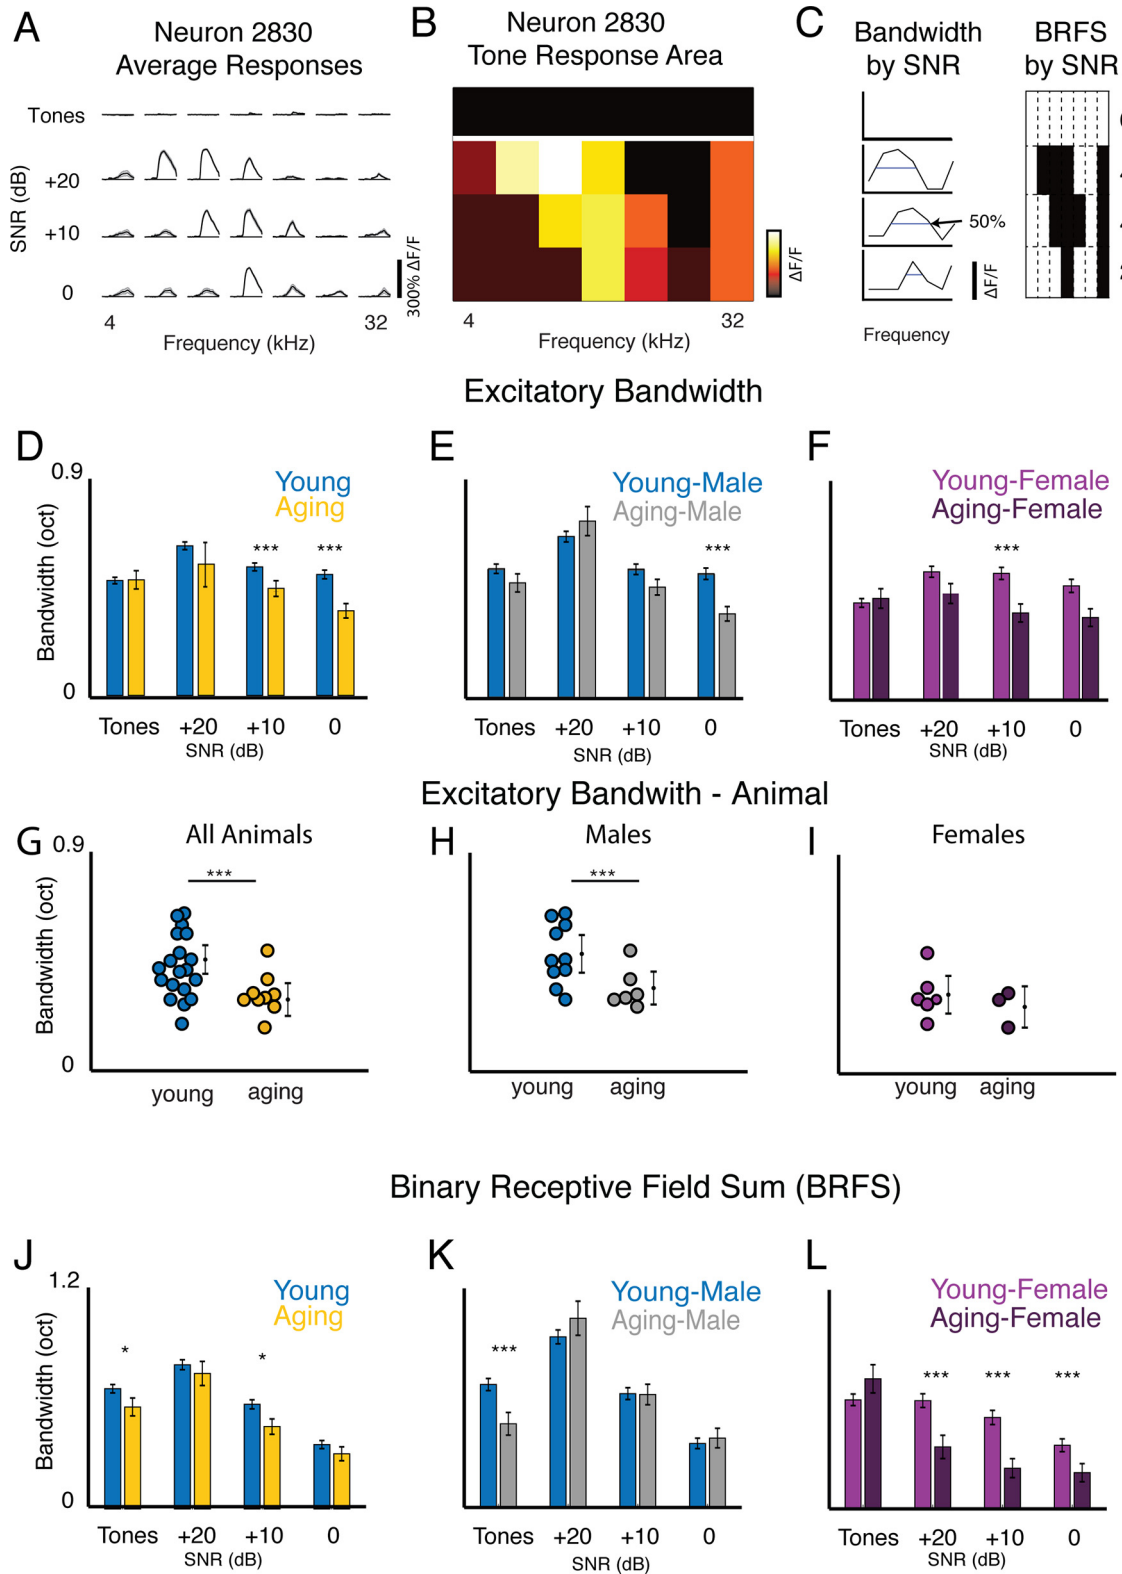 A
Neuron 2830
Average Responses
Tones
+20
+10
0
SNR (dB)
4
32
Frequency (kHz)
300% ΔF/F
B
Neuron 2830
Tone Response Area
4
32
Frequency (kHz)
ΔF/F
C
Bandwidth
by SNR
50%
ΔF/F
Frequency
BRFS
by SNR
Excitatory Bandwidth
D
0.9
Bandwidth (oct)
0
Young
Aging
***
***
Tones +20 +10 0
SNR (dB)
E
Young-Male
Aging-Male
***
Tones +20 +10 0
SNR (dB)
F
Young-Female
Aging-Female
***
Tones +20 +10 0
SNR (dB)
Excitatory Bandwith - Animal
G
All Animals
0.9
Bandwidth (oct)
0
***
young aging
H
Males
***
young aging
I
Females
young aging
Binary Receptive Field Sum (BRFS)
J
1.2
Bandwidth (oct)
0
Young
Aging
*
*
Tones +20 +10 0
SNR (dB)
K
Young-Male
Aging-Male
***
Tones +20 +10 0
SNR (dB)
L
Young-Female
Aging-Female
***
***
***
Tones +20 +10 0
SNR (dB)